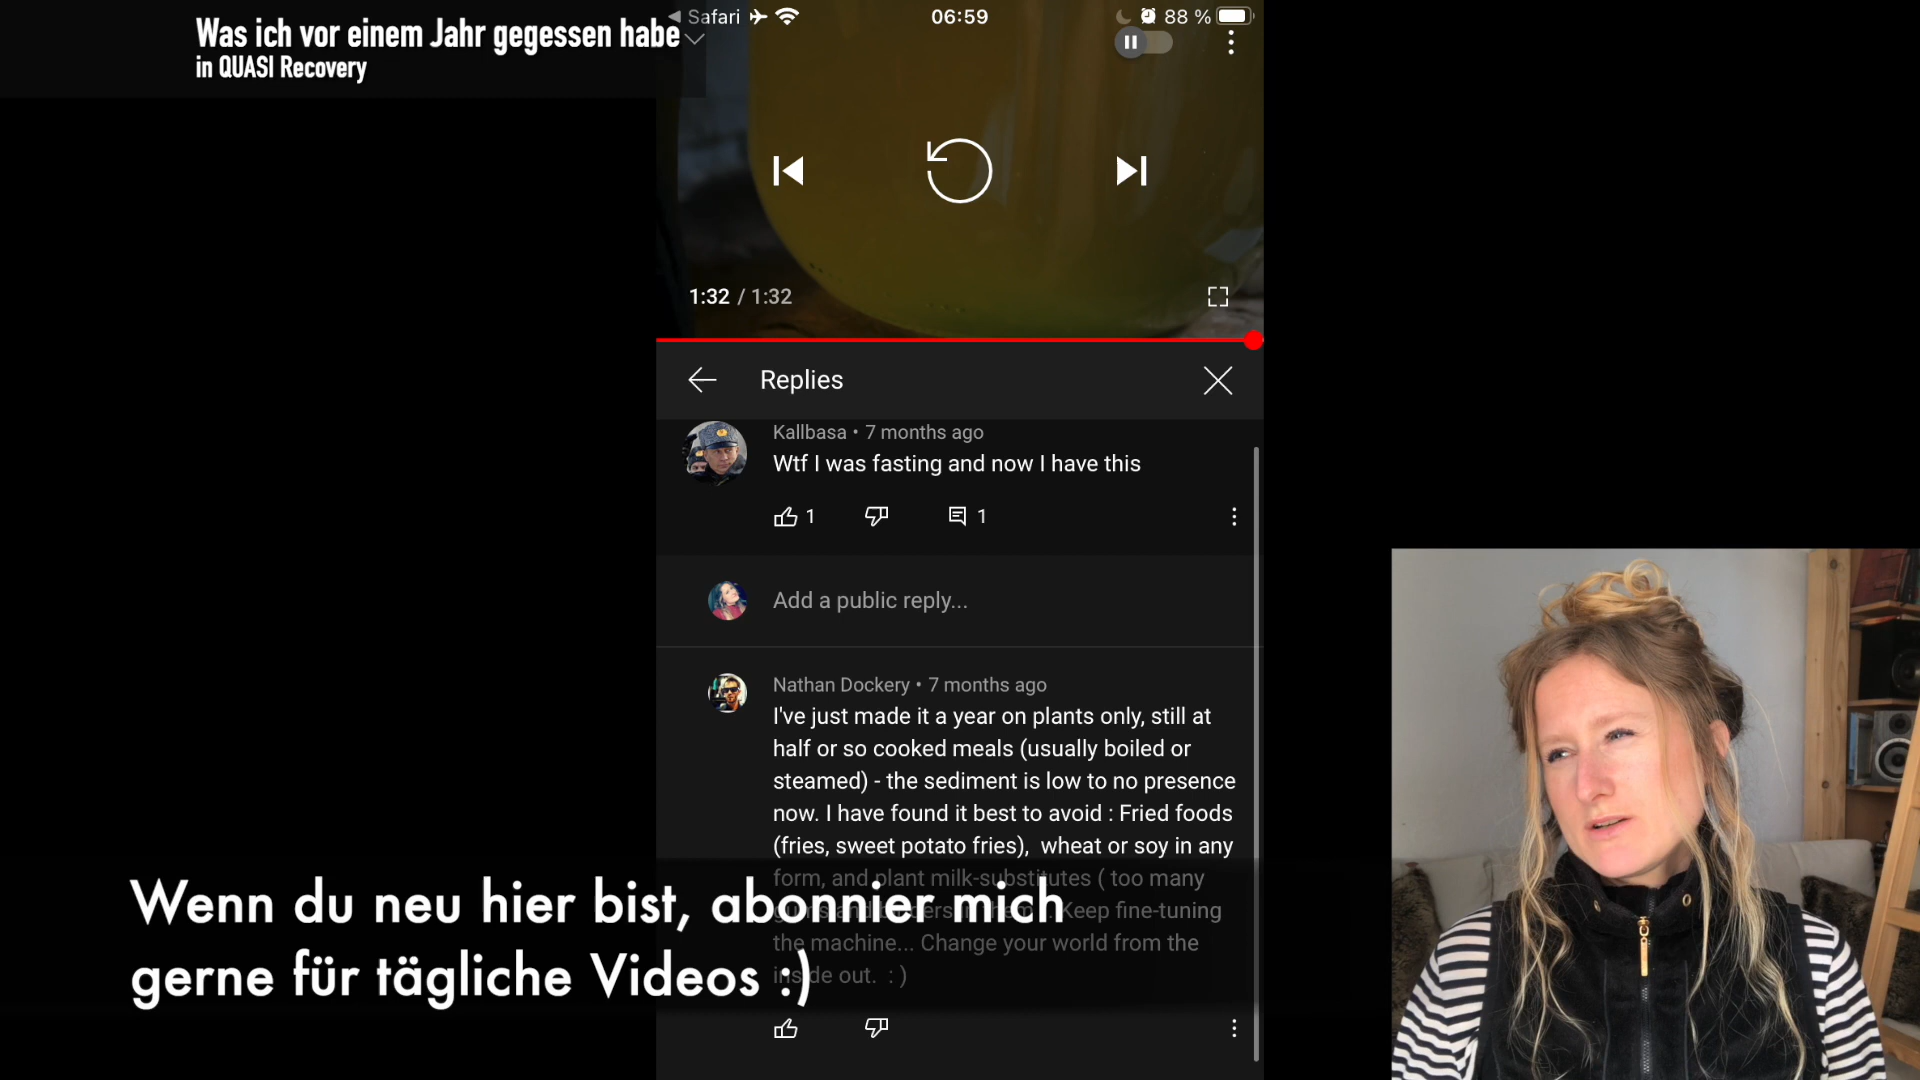 Was ich vor einem Jahr gegessen habe
in QUASI Recovery
Safari
06:59
88 %
1:32 / 1:32
Replies
Kallbasa • 7 months ago
Wtf I was fasting and now I have this
1
1
Add a public reply...
Nathan Dockery • 7 months ago
I've just made it a year on plants only, still at
half or so cooked meals (usually boiled or
steamed) - the sediment is low to no presence
now. I have found it best to avoid : Fried foods
(fries, sweet potato fries), wheat or soy in any
form, and plant milk-substitutes ( too many
Keep fine-tuning
the machine... Change your world from the
inside out. : )
Wenn du neu hier bist, abonnier mich
gerne für tägliche Videos :)